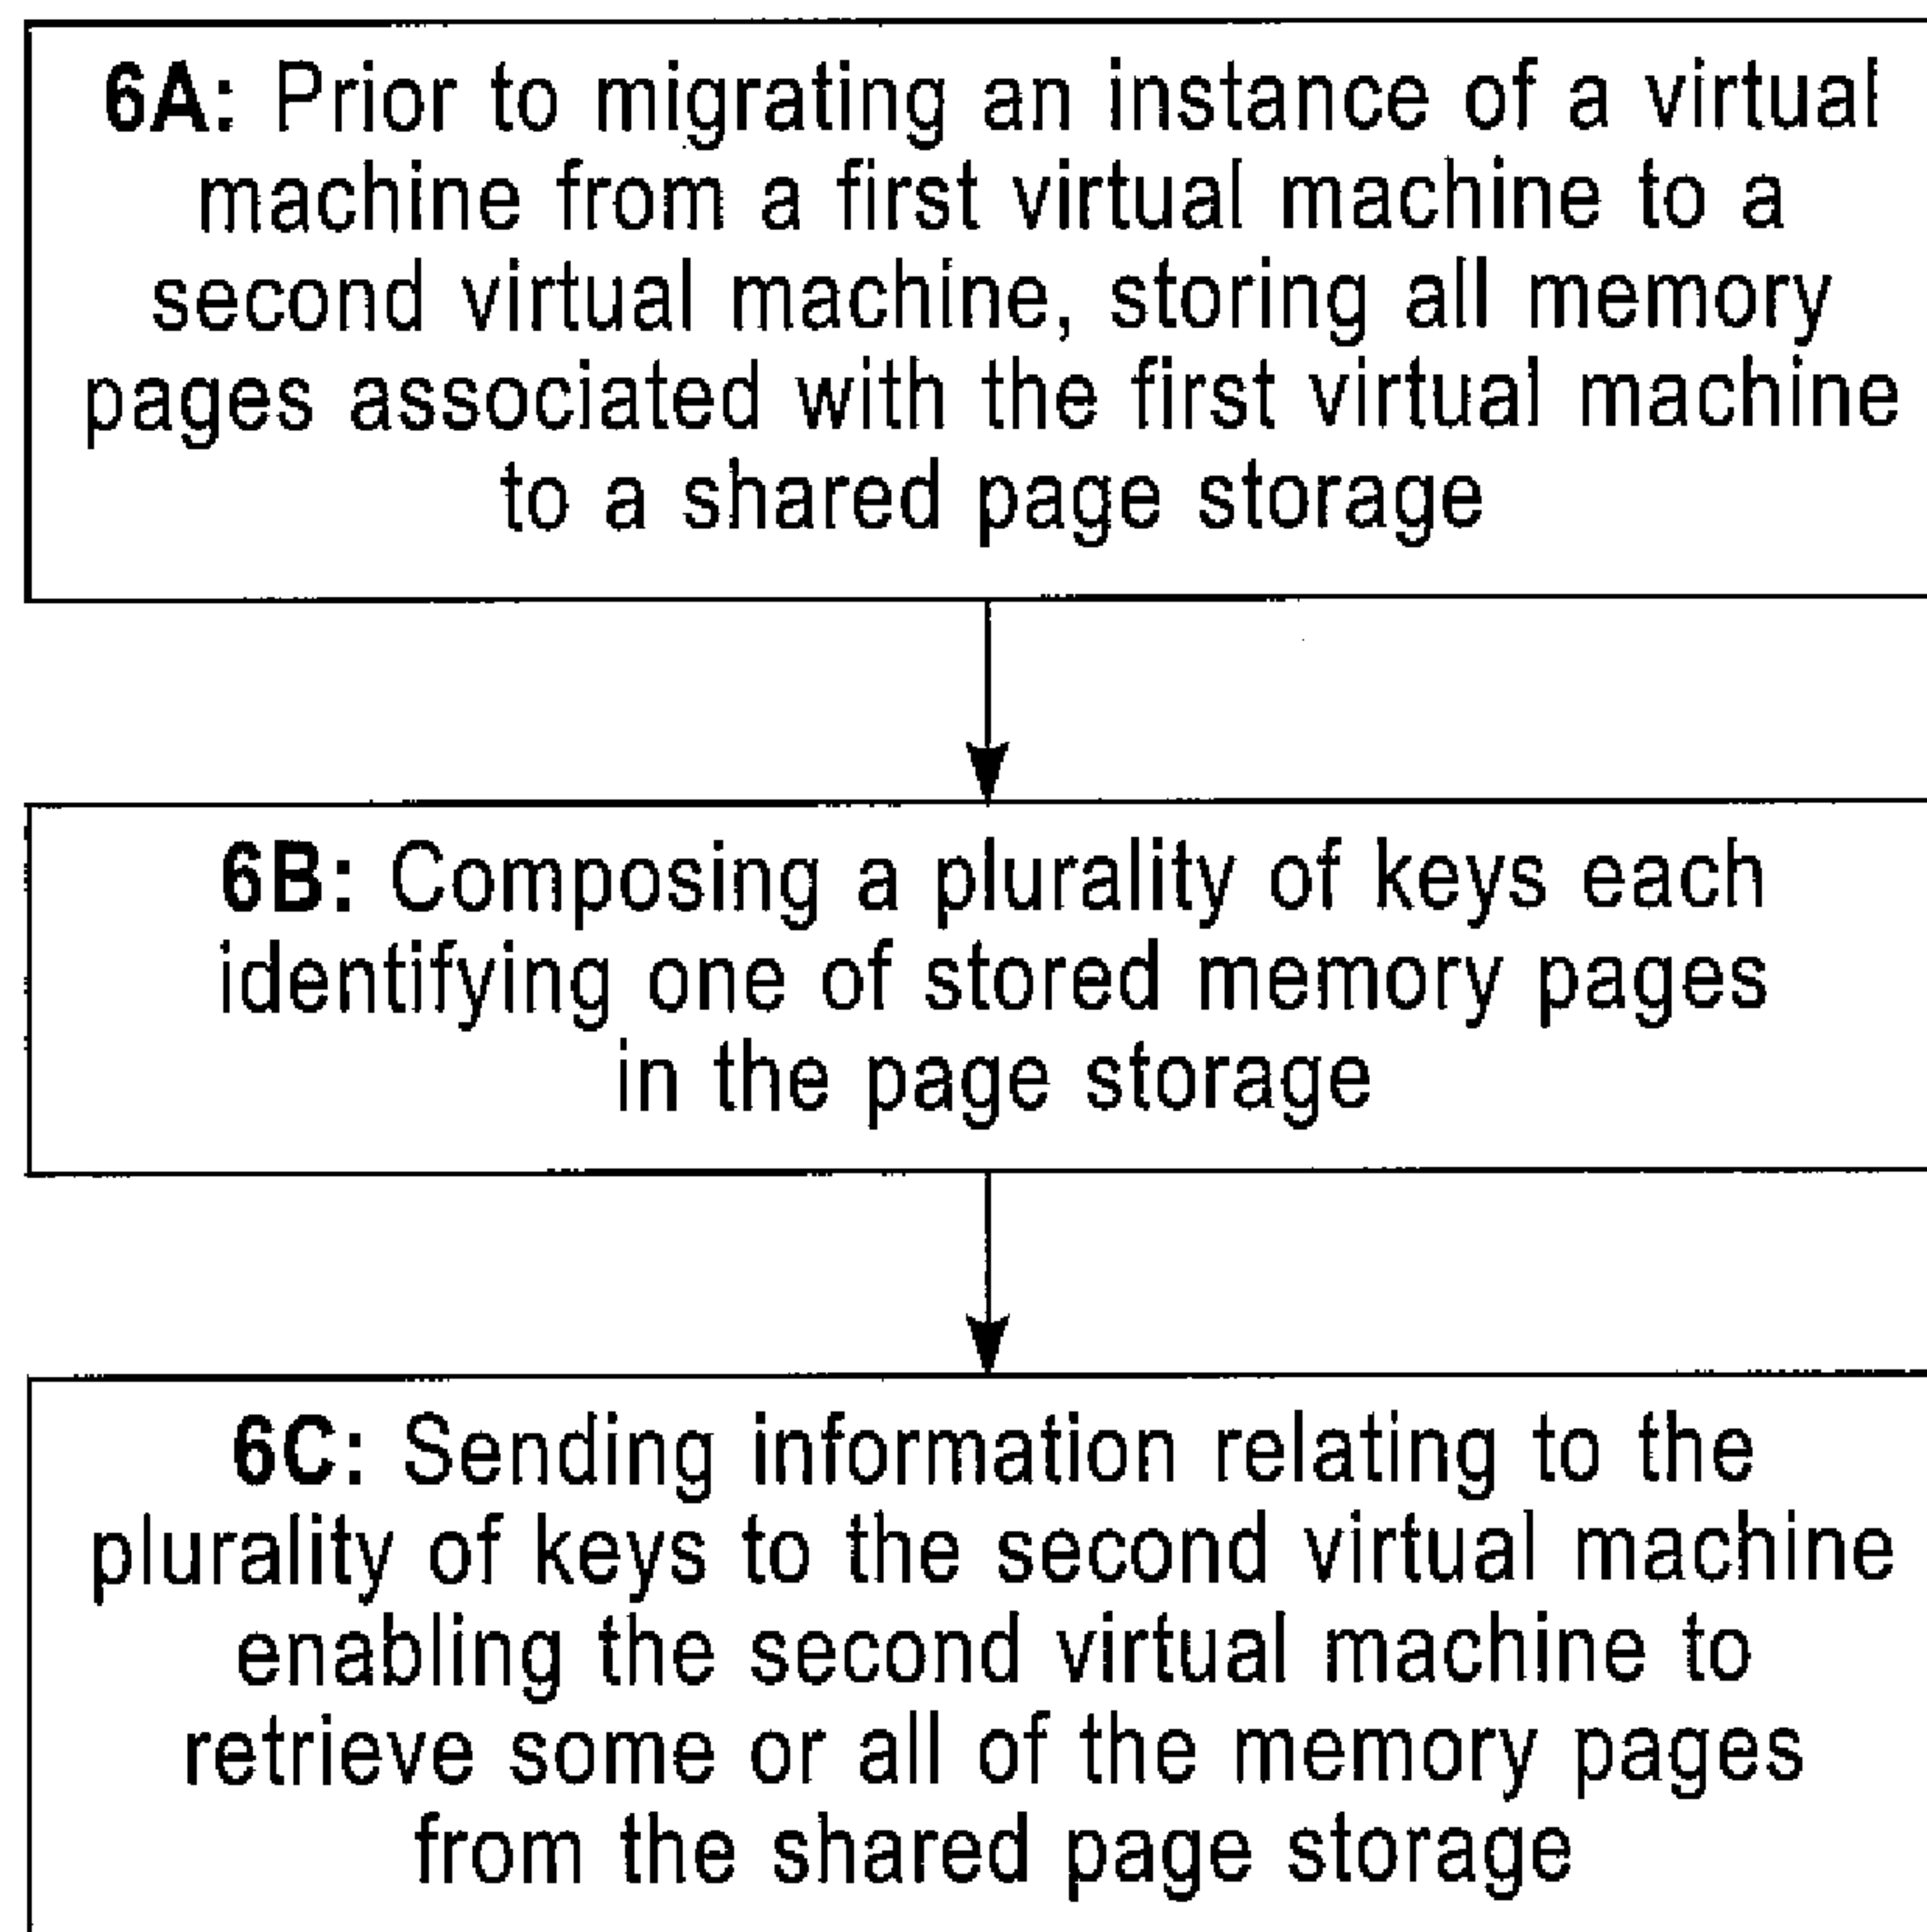 6A: Prior to migrating an instance of a virtual
machine from a first virtual machine to a
second virtual machine, storing all memory
pages associated with the first virtual machine
to a shared page storage
6B: Composing a plurality of keys each
identifying one of stored memory pages
in the page storage
6C: Sending information relating to the
plurality of keys to the second virtual machine
enabling the second virtual machine to
retrieve some or all of the memory pages
from the shared page storage